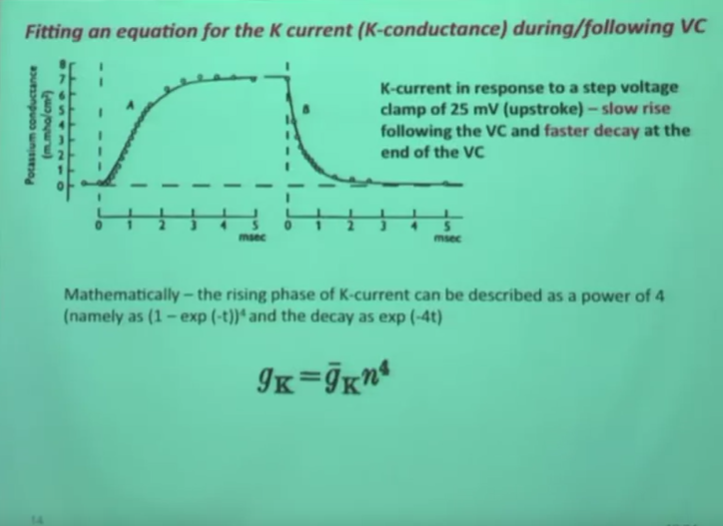 Fitting an equation for the K current (K-conductance) during/following VC
Potassium conductance
(m.mho/cm²)
8
7
6
5
4
3
2
1
0
A
B
0 1 2 3 4 5
msec
0 1 2 3 4 5
msec
K-current in response to a step voltage
clamp of 25 mV (upstroke) – slow rise
following the VC and faster decay at the
end of the VC
Mathematically – the rising phase of K-current can be described as a power of 4
(namely as (1 – exp (-t))⁴ and the decay as exp (-4t)
g_K = ḡ_K n⁴
14